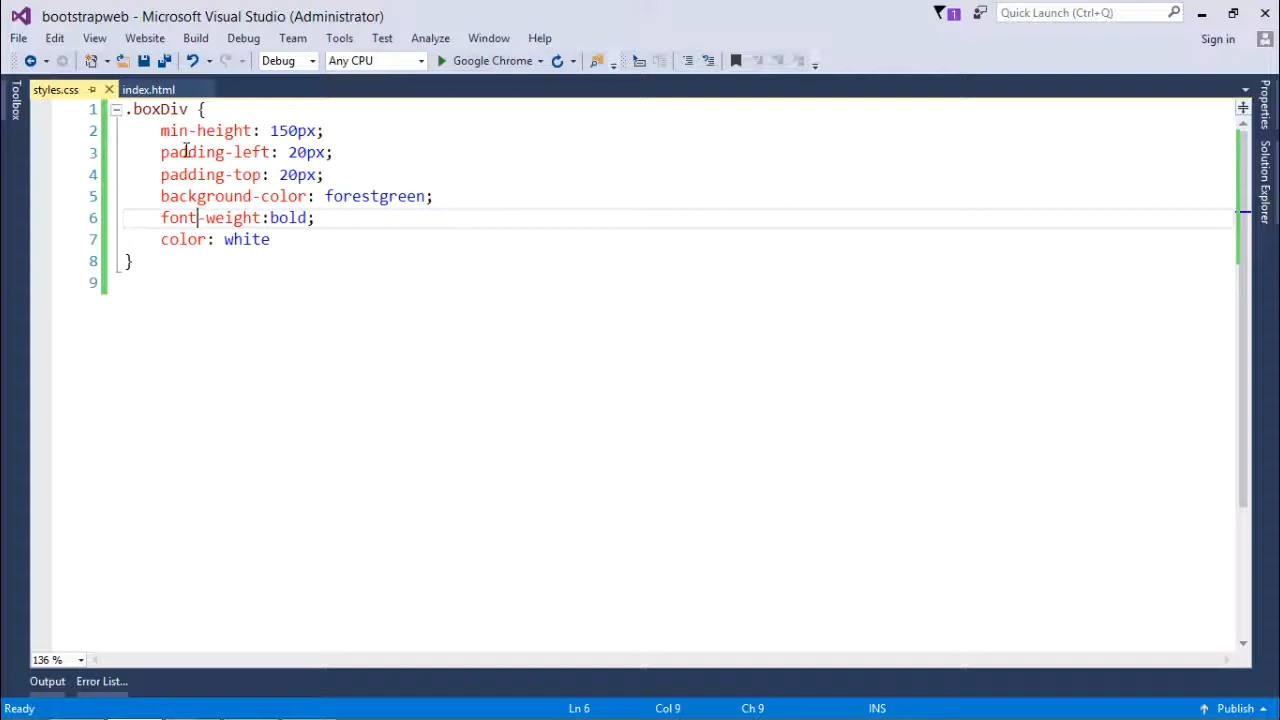 bootstrapweb - Microsoft Visual Studio (Administrator)
1
Quick Launch (Ctrl+Q)
File Edit View Website Build Debug Team Tools Test Analyze Window Help
Sign in
Debug Any CPU Google Chrome
Toolbox
styles.css index.html
Properties
Solution Explorer
1 .boxDiv {
2 min-height: 150px;
3 padding-left: 20px;
4 padding-top: 20px;
5 background-color: forestgreen;
6 font-weight:bold;
7 color: white
8 }
9
136 %
Output Error List...
Ready Ln 6 Col 9 Ch 9 INS Publish